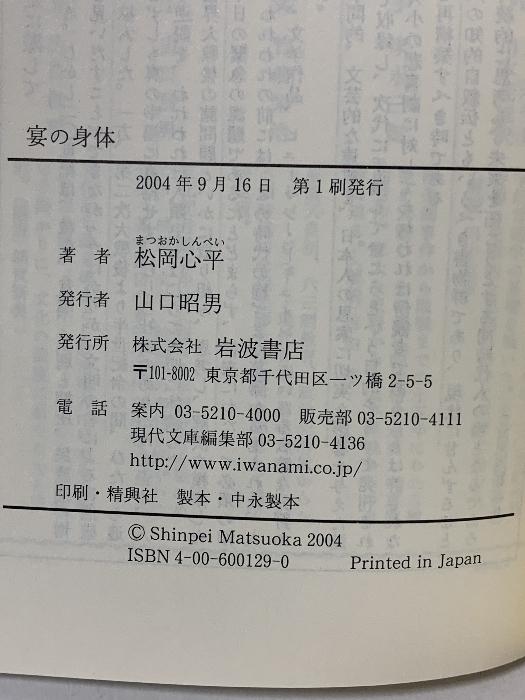 宴の身体
2004年9月16日 第1刷発行
まつおかしんぺい
著者 松岡心平
発行者 山口昭男
発行所 株式会社 岩波書店
〒101-8002 東京都千代田区一ツ橋2-5-5
電話 案内 03-5210-4000 販売部 03-5210-4111
現代文庫編集部 03-5210-4136
http://www.iwanami.co.jp/
印刷・精興社 製本・中永製本
© Shinpei Matsuoka 2004
ISBN 4-00-600129-0 Printed in Japan